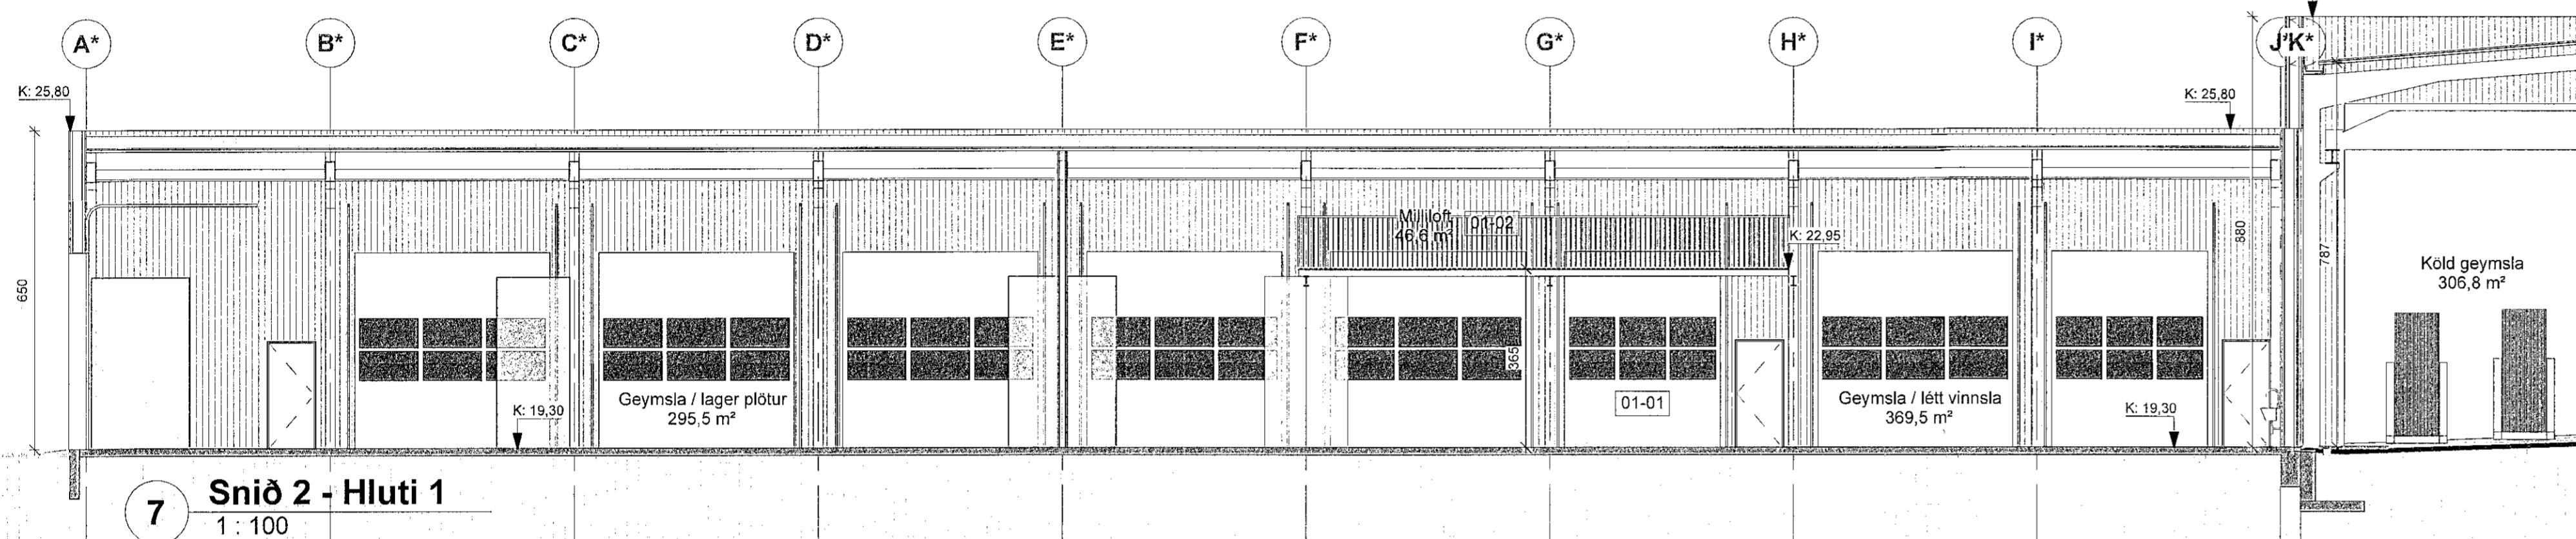 A*
B*
C*
D*
E*
F*
G*
H*
I*
J*K*
K: 25,80
K: 25,80
Milliloft
46,6 m²
01-02
K: 22,95
650
880
787
365
Köld geymsla
306,8 m²
Geymsla / lager plötur
295,5 m²
K: 19,30
01-01
Geymsla / létt vinnsla
369,5 m²
K: 19,30
7
Snið 2 - Hluti 1
1 : 100